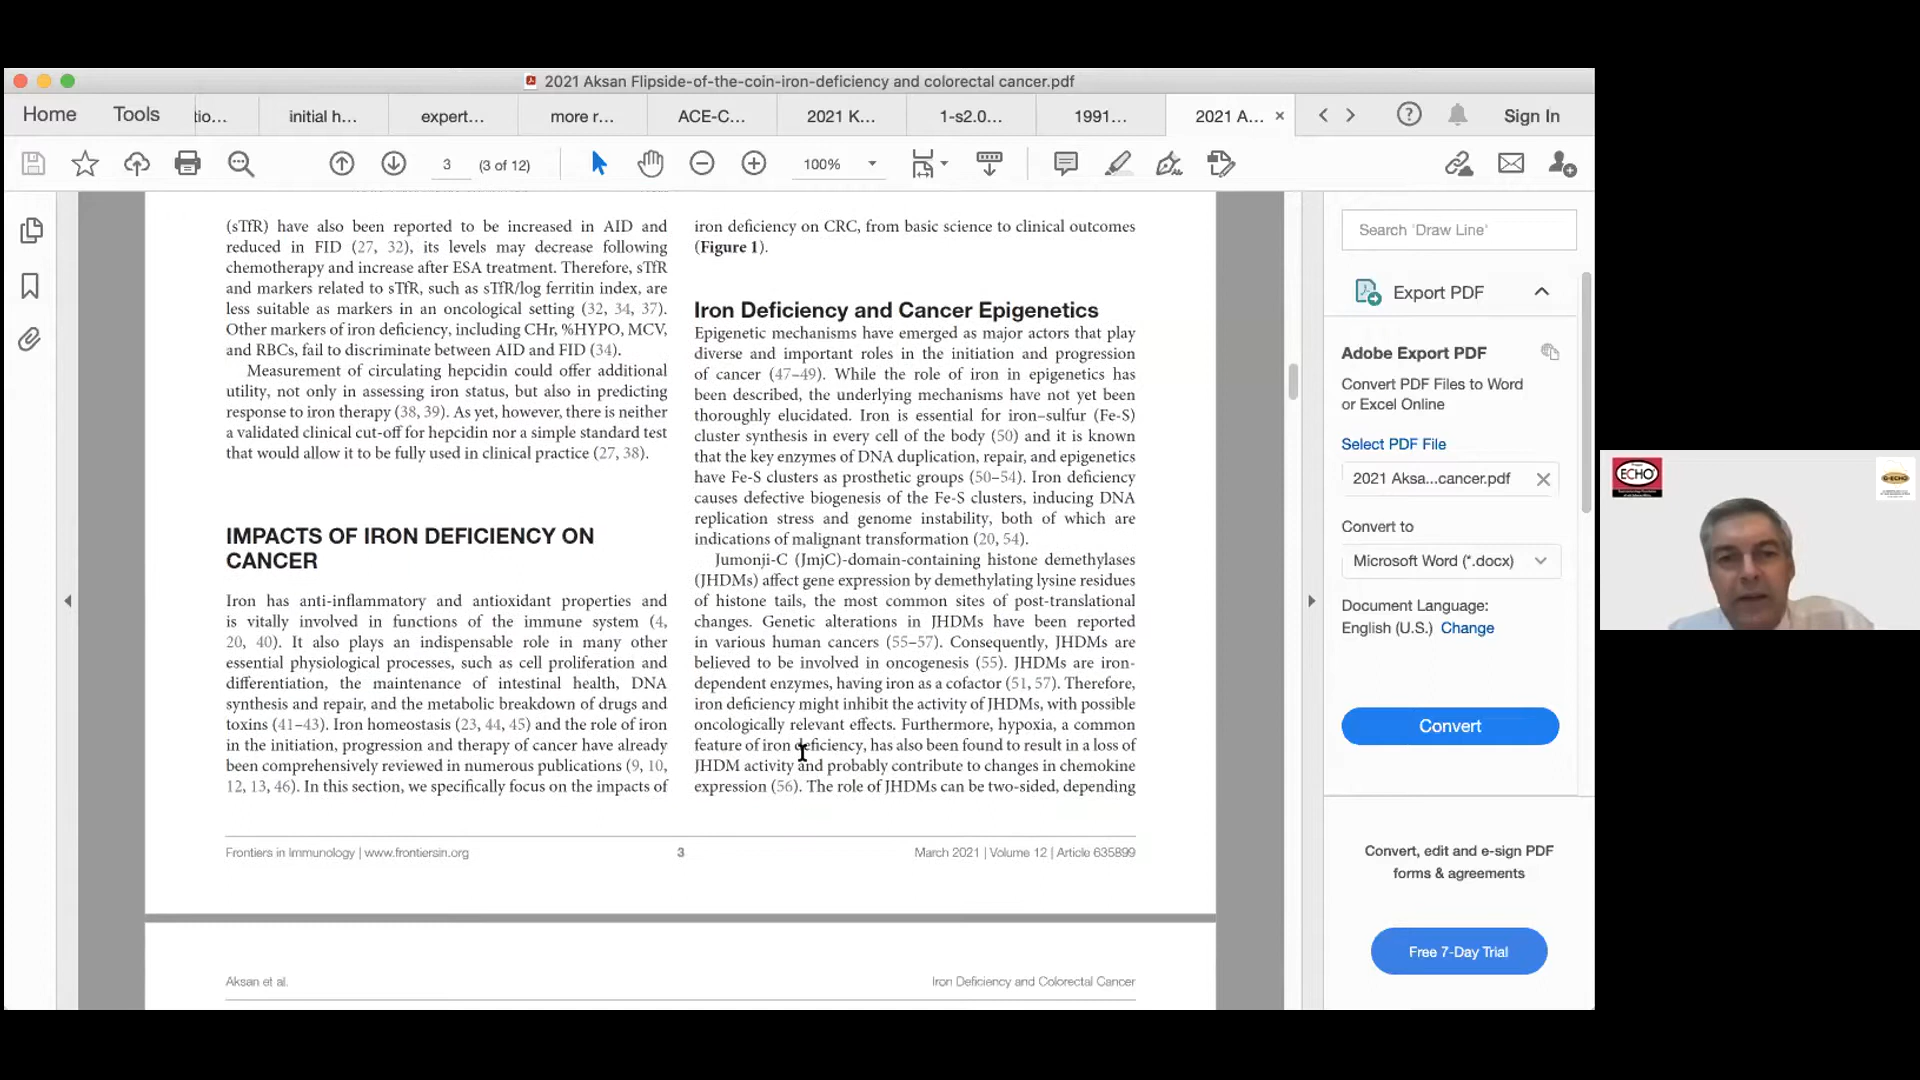 2021 Aksan Flipside-of-the-coin-iron-deficiency and colorectal cancer.pdf
Home
Tools
tio...
initial h...
expert...
more r...
ACE-C...
2021 K...
1-s2.0...
1991...
2021 A...
Sign In
3
(3 of 12)
100%
(sTfR) have also been reported to be increased in AID and
reduced in FID (27, 32), its levels may decrease following
chemotherapy and increase after ESA treatment. Therefore, sTfR
and markers related to sTfR, such as sTfR/log ferritin index, are
less suitable as markers in an oncological setting (32, 34, 37).
Other markers of iron deficiency, including CHr, %HYPO, MCV,
and RBCs, fail to discriminate between AID and FID (34).
Measurement of circulating hepcidin could offer additional
utility, not only in assessing iron status, but also in predicting
response to iron therapy (38, 39). As yet, however, there is neither
a validated clinical cut-off for hepcidin nor a simple standard test
that would allow it to be fully used in clinical practice (27, 38).
IMPACTS OF IRON DEFICIENCY ON
CANCER
Iron has anti-inflammatory and antioxidant properties and
is vitally involved in functions of the immune system (4,
20, 40). It also plays an indispensable role in many other
essential physiological processes, such as cell proliferation and
differentiation, the maintenance of intestinal health, DNA
synthesis and repair, and the metabolic breakdown of drugs and
toxins (41–43). Iron homeostasis (23, 44, 45) and the role of iron
in the initiation, progression and therapy of cancer have already
been comprehensively reviewed in numerous publications (9, 10,
12, 13, 46). In this section, we specifically focus on the impacts of
iron deficiency on CRC, from basic science to clinical outcomes
(Figure 1).
Iron Deficiency and Cancer Epigenetics
Epigenetic mechanisms have emerged as major actors that play
diverse and important roles in the initiation and progression
of cancer (47–49). While the role of iron in epigenetics has
been described, the underlying mechanisms have not yet been
thoroughly elucidated. Iron is essential for iron–sulfur (Fe-S)
cluster synthesis in every cell of the body (50) and it is known
that the key enzymes of DNA duplication, repair, and epigenetics
have Fe-S clusters as prosthetic groups (50–54). Iron deficiency
causes defective biogenesis of the Fe-S clusters, inducing DNA
replication stress and genome instability, both of which are
indications of malignant transformation (20, 54).
Jumonji-C (JmjC)-domain-containing histone demethylases
(JHDMs) affect gene expression by demethylating lysine residues
of histone tails, the most common sites of post-translational
changes. Genetic alterations in JHDMs have been reported
in various human cancers (55–57). Consequently, JHDMs are
believed to be involved in oncogenesis (55). JHDMs are iron-
dependent enzymes, having iron as a cofactor (51, 57). Therefore,
iron deficiency might inhibit the activity of JHDMs, with possible
oncologically relevant effects. Furthermore, hypoxia, a common
feature of iron deficiency, has also been found to result in a loss of
JHDM activity and probably contribute to changes in chemokine
expression (56). The role of JHDMs can be two-sided, depending
Frontiers in Immunology | www.frontiersin.org
3
March 2021 | Volume 12 | Article 635899
Aksan et al.
Iron Deficiency and Colorectal Cancer
Search 'Draw Line'
Export PDF
Adobe Export PDF
Convert PDF Files to Word
or Excel Online
Select PDF File
2021 Aksa...cancer.pdf
Convert to
Microsoft Word (*.docx)
Document Language:
English (U.S.) Change
Convert
Convert, edit and e-sign PDF
forms & agreements
Free 7-Day Trial
ECHO